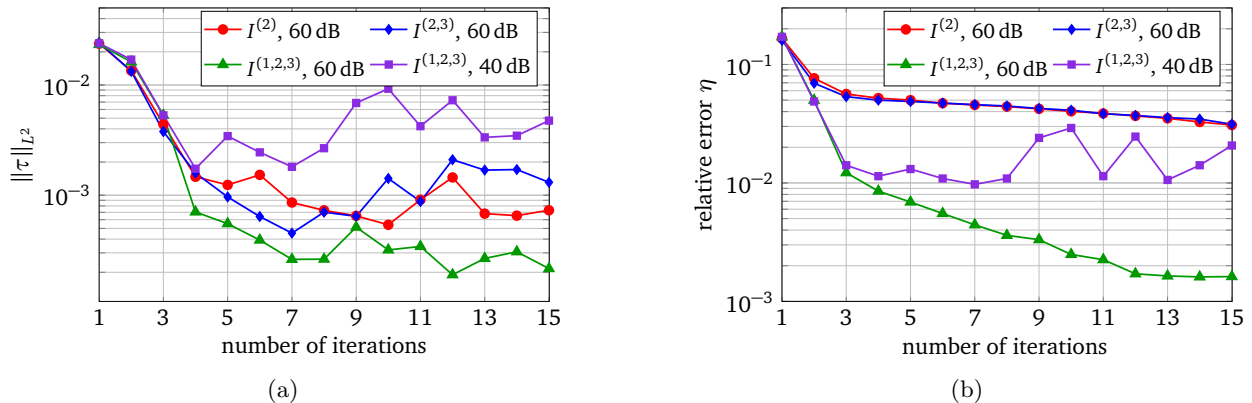 I^(2), 60 dB
I^(2,3), 60 dB
I^(1,2,3), 60 dB
I^(1,2,3), 40 dB
10^−2
10^−3
‖τ‖_L^2
1 3 5 7 9 11 13 15
number of iterations
(a)
I^(2), 60 dB
I^(2,3), 60 dB
I^(1,2,3), 60 dB
I^(1,2,3), 40 dB
10^−1
10^−2
10^−3
relative error η
1 3 5 7 9 11 13 15
number of iterations
(b)